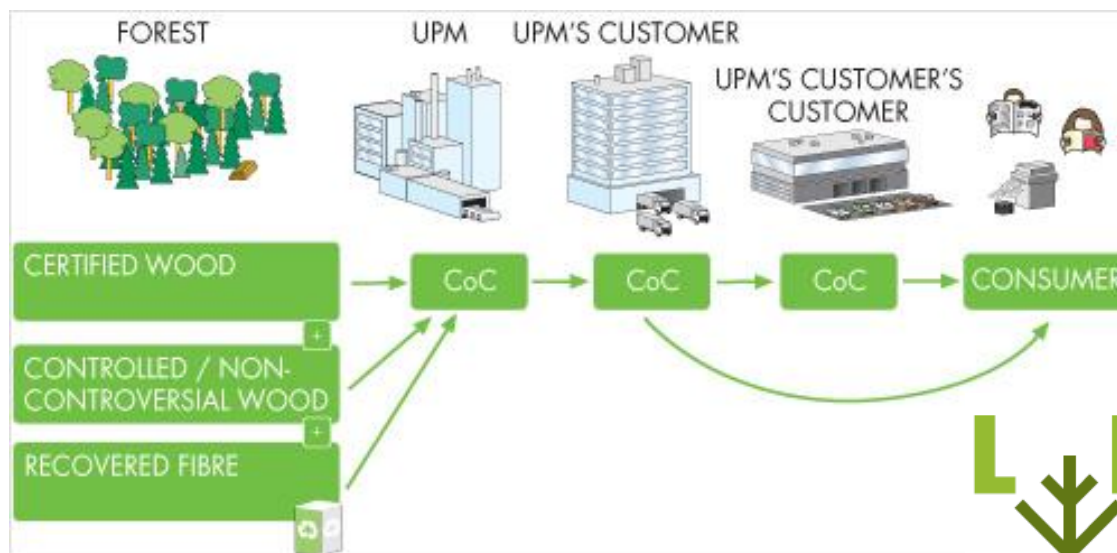 FOREST
UPM
UPM'S CUSTOMER
UPM'S CUSTOMER'S
CUSTOMER
CERTIFIED WOOD
CoC
CoC
CoC
CONSUMER
+
CONTROLLED / NON-
CONTROVERSIAL WOOD
+
RECOVERED FIBRE
L